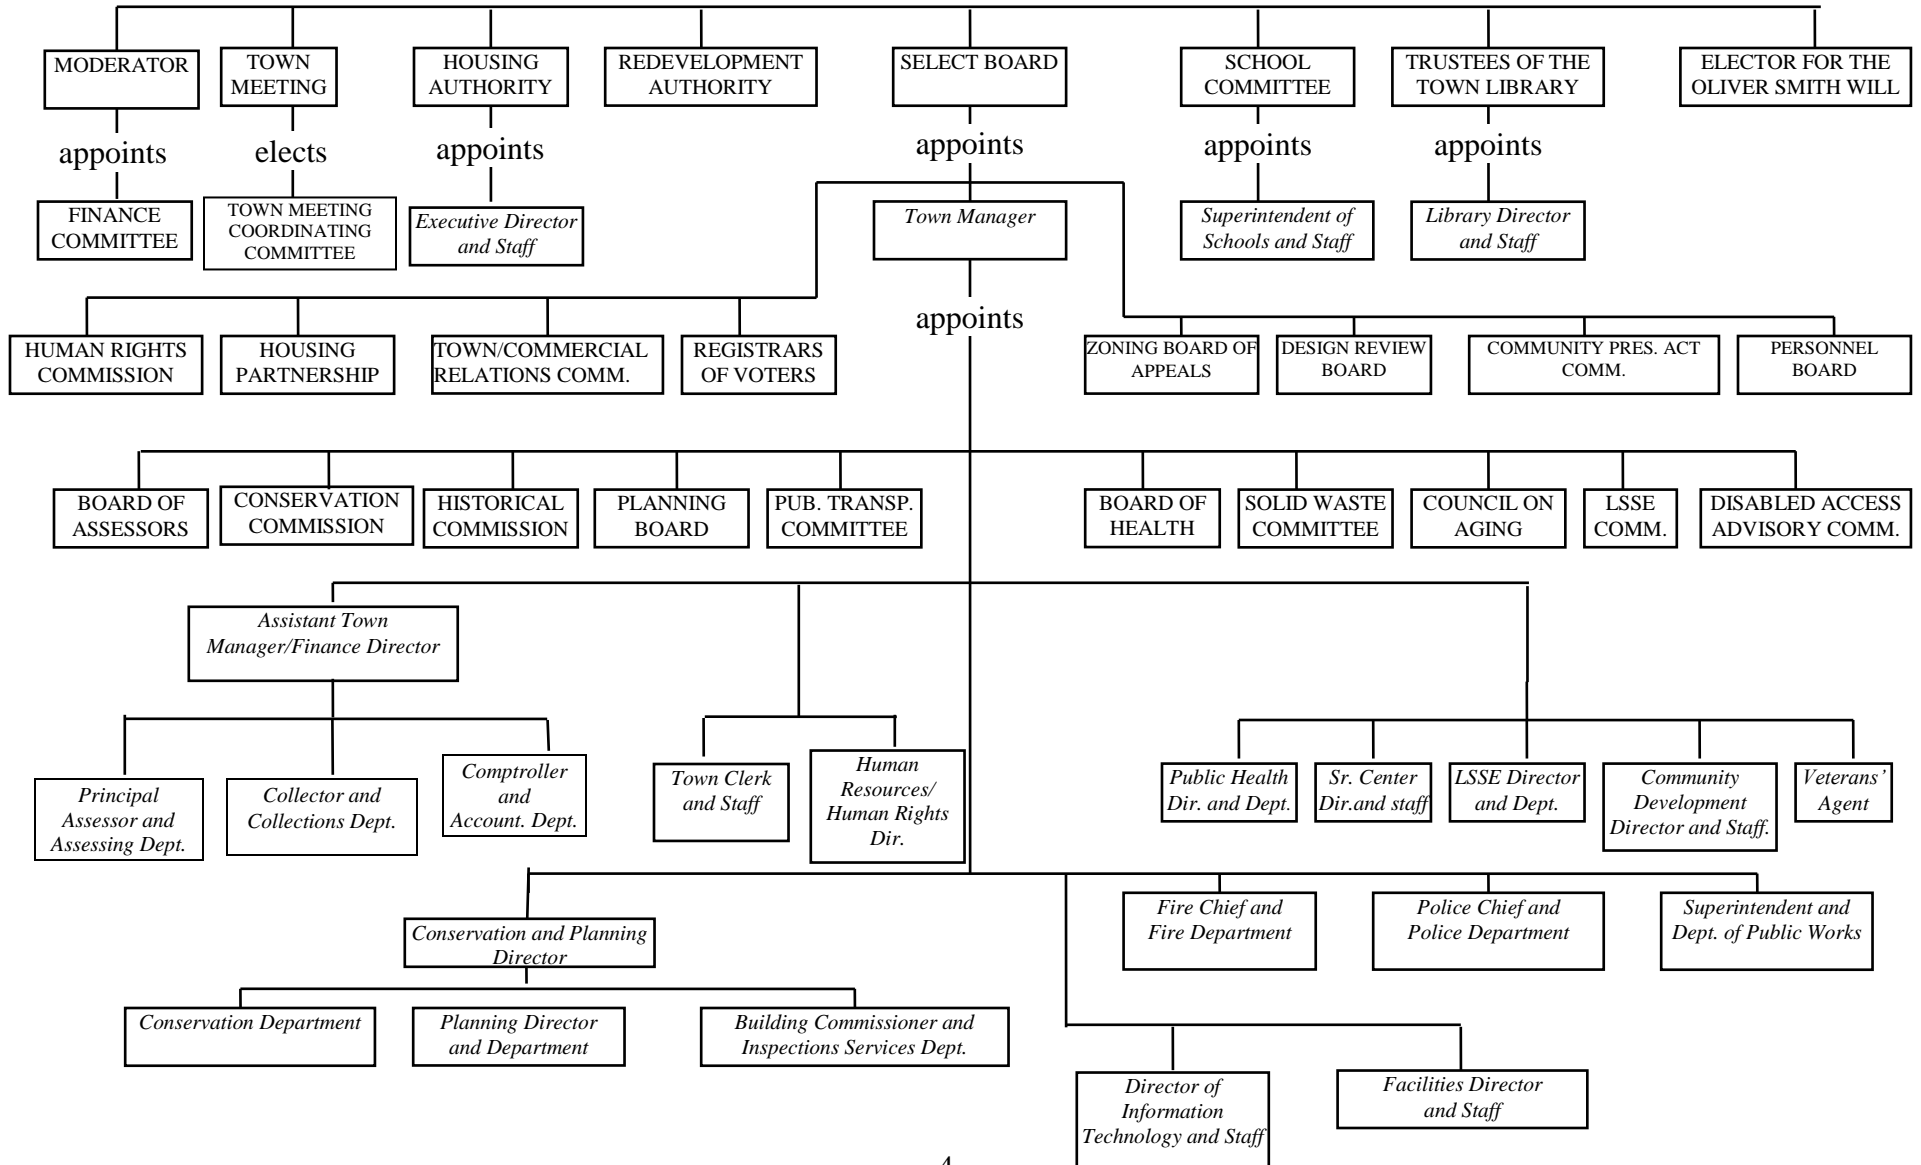 MODERATOR
TOWN
MEETING
HOUSING
AUTHORITY
REDEVELOPMENT
AUTHORITY
SELECT BOARD
SCHOOL
COMMITTEE
TRUSTEES OF THE
TOWN LIBRARY
ELECTOR FOR THE
OLIVER SMITH WILL
appoints
elects
appoints
appoints
appoints
appoints
FINANCE
COMMITTEE
TOWN MEETING
COORDINATING
COMMITTEE
Executive Director
and Staff
Town Manager
Superintendent of
Schools and Staff
Library Director
and Staff
appoints
HUMAN RIGHTS
COMMISSION
HOUSING
PARTNERSHIP
TOWN/COMMERCIAL
RELATIONS COMM.
REGISTRARS
OF VOTERS
ZONING BOARD OF
APPEALS
DESIGN REVIEW
BOARD
COMMUNITY PRES. ACT
COMM.
PERSONNEL
BOARD
BOARD OF
ASSESSORS
CONSERVATION
COMMISSION
HISTORICAL
COMMISSION
PLANNING
BOARD
PUB. TRANSP.
COMMITTEE
BOARD OF
HEALTH
SOLID WASTE
COMMITTEE
COUNCIL ON
AGING
LSSE
COMM.
DISABLED ACCESS
ADVISORY COMM.
Assistant Town
Manager/Finance Director
Principal
Assessor and
Assessing Dept.
Collector and
Collections Dept.
Comptroller
and
Account. Dept.
Town Clerk
and Staff
Human
Resources/
Human Rights
Dir.
Public Health
Dir. and Dept.
Sr. Center
Dir.and staff
LSSE Director
and Dept.
Community
Development
Director and Staff.
Veterans’
Agent
Conservation and Planning
Director
Fire Chief and
Fire Department
Police Chief and
Police Department
Superintendent and
Dept. of Public Works
Conservation Department
Planning Director
and Department
Building Commissioner and
Inspections Services Dept.
Director of
Information
Technology and Staff
Facilities Director
and Staff
4